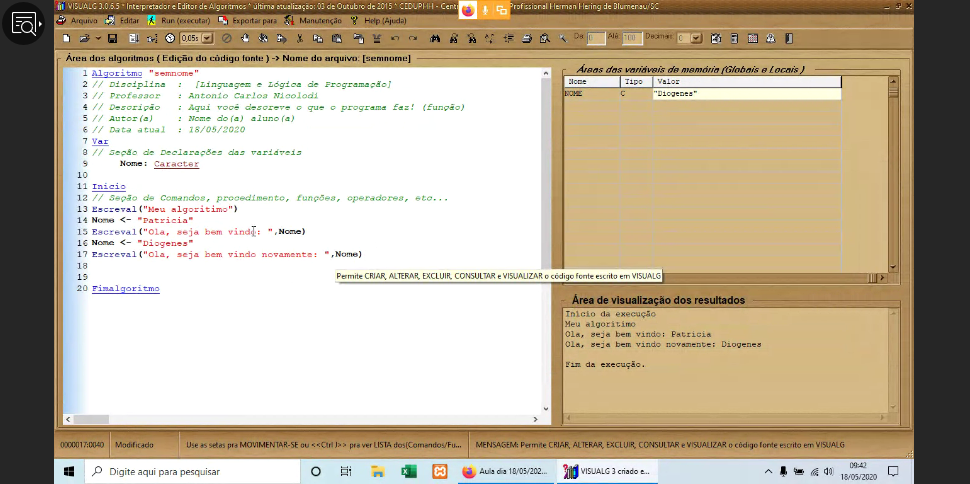 VISUALG 3.0.6.5 * Interpretador e Editor de Algoritmos * última atualização: 03 de Outubro de 2015 * CEDUPHH - Cen
Profissional Herman Hering de Blumenau/SC
Arquivo Editar Run (executar) Exportar para Manutenção Help (Ajuda)
0,05s De: 0 Até: 100 Decimais 0
Área dos algoritmos ( Edição do código fonte ) -> Nome do arquivo: [semnome]
1 Algoritmo "semnome"
2 // Disciplina : [Linguagem e Lógica de Programação]
3 // Professor : Antonio Carlos Nicolodi
4 // Descrição : Aqui você descreve o que o programa faz! (função)
5 // Autor(a) : Nome do(a) aluno(a)
6 // Data atual : 18/05/2020
7 Var
8 // Seção de Declarações das variáveis
9 Nome: Caracter
10
11 Inicio
12 // Seção de Comandos, procedimento, funções, operadores, etc...
13 Escreval("Meu algoritimo")
14 Nome <- "Patricia"
15 Escreval("Ola, seja bem vindo: ",Nome)
16 Nome <- "Diogenes"
17 Escreval("Ola, seja bem vindo novamente: ",Nome)
18
19
20 Fimalgoritmo
Permite CRIAR, ALTERAR, EXCLUIR, CONSULTAR e VISUALIZAR o código fonte escrito em VISUALG
Áreas das variáveis de memória (Globais e Locais )
Nome Tipo Valor
NOME C "Diogenes"
Área de visualização dos resultados
Início da execução
Meu algoritimo
Ola, seja bem vindo: Patricia
Ola, seja bem vindo novamente: Diogenes
Fim da execução.
0000017:0040 Modificado Use as setas pra MOVIMENTAR-SE ou <<Ctrl J>> pra ver LISTA dos(Comandos/Fu... MENSAGEM: Permite CRIAR, ALTERAR, EXCLUIR, CONSULTAR e VISUALIZAR o código fonte escrito em VISUALG
Digite aqui para pesquisar
Aula dia 18/05/202...
VISUALG 3 criado e...
09:42
18/05/2020